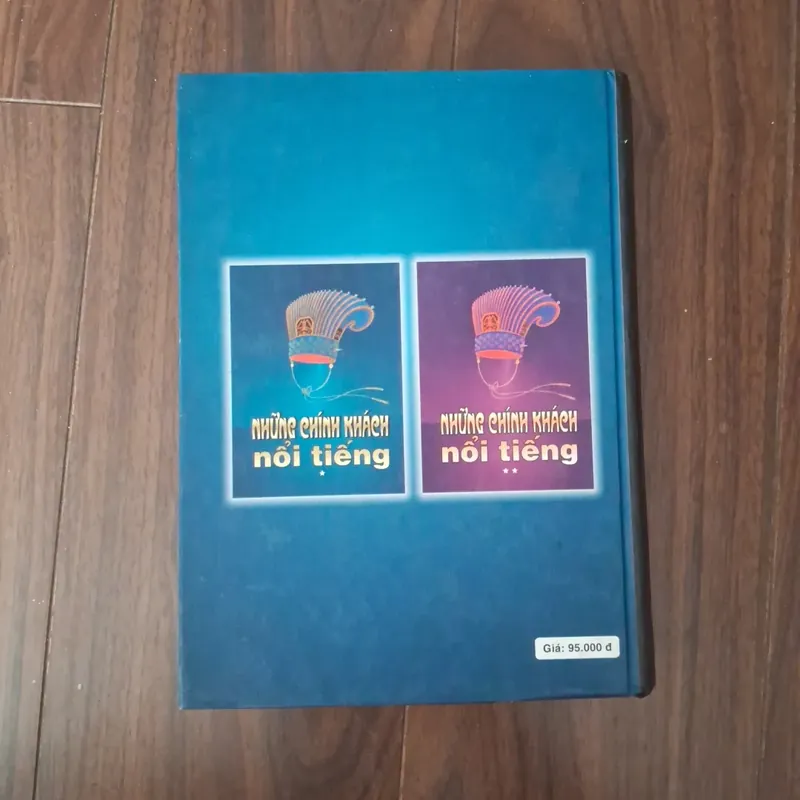 NHỮNG CHÍNH KHÁCH
nổi tiếng
*
NHỮNG CHÍNH KHÁCH
nổi tiếng
**
Giá: 95.000 đ